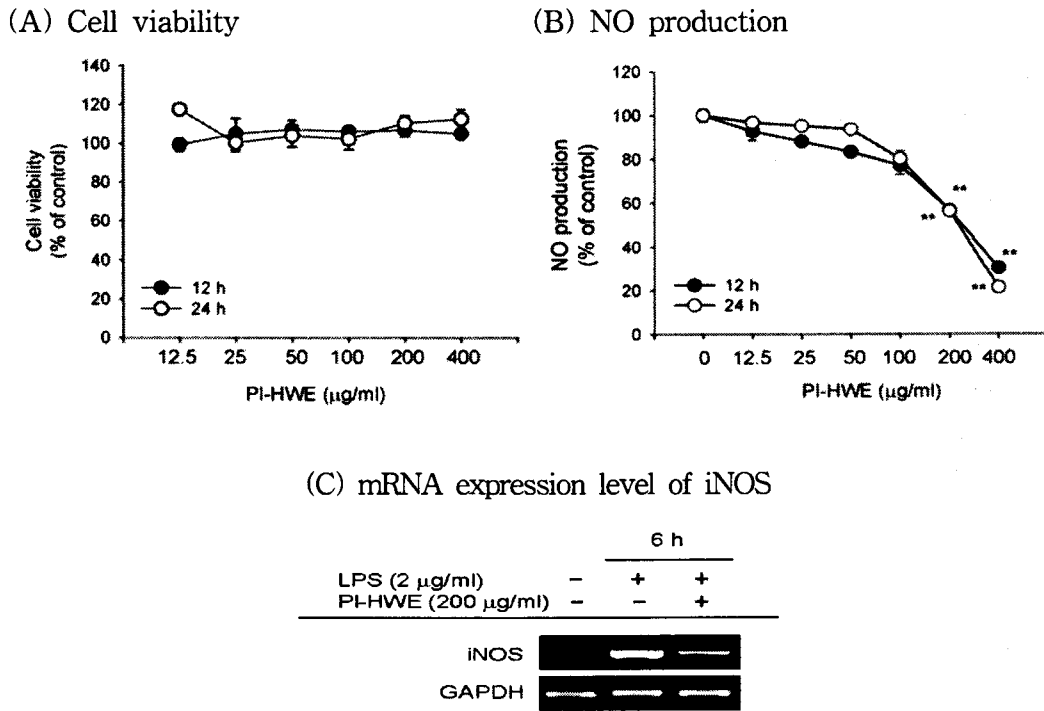 (A) Cell viability
(B) NO production
140
120
100
80
60
40
20
0
Cell viability
(% of control)
12 h
24 h
12.5 25 50 100 200 400
PI-HWE (μg/ml)
120
100
80
60
40
20
0
NO production
(% of control)
**
**
**
**
12 h
24 h
0 12.5 25 50 100 200 400
PI-HWE (μg/ml)
(C) mRNA expression level of iNOS
6 h
LPS (2 μg/ml) - + +
PI-HWE (200 μg/ml) - - +
iNOS
GAPDH